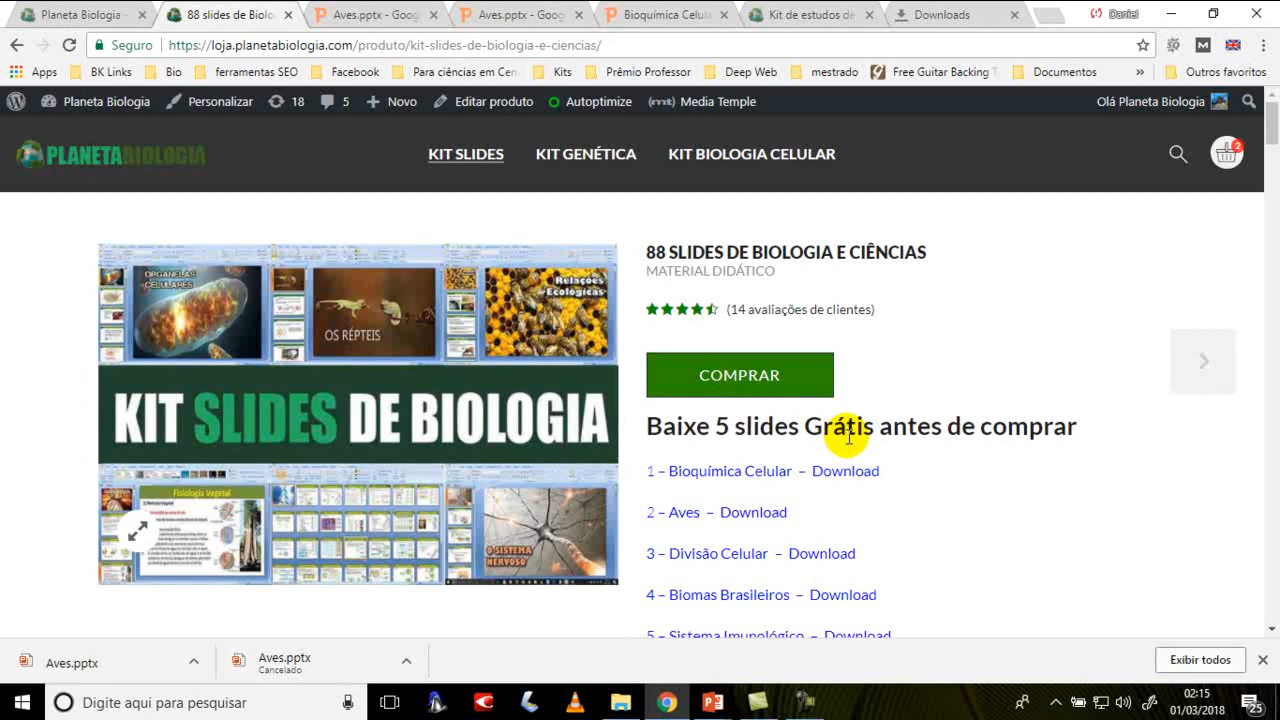 Planeta Biologia -
88 slides de Biolo
Aves.pptx - Goog
Aves.pptx - Goog
Bioquímica Celul
Kit de estudos de
Downloads
Daniel
Seguro
https://loja.planetabiologia.com/produto/kit-slides-de-biologia-e-ciencias/
Apps
BK Links
Bio
ferramentas SEO
Facebook
Para ciências em Cen
Kits
Prêmio Professor
Deep Web
mestrado
Free Guitar Backing T
Documentos
»
Outros favoritos
Planeta Biologia
Personalizar
18
5
Novo
Editar produto
Autoptimize
(mt) Media Temple
Olá Planeta Biologia
PLANETABIOLOGIA
KIT SLIDES
KIT GENÉTICA
KIT BIOLOGIA CELULAR
2
ORGANELAS
CELULARES
OS RÉPTEIS
Relações
Ecológicas
KIT SLIDES DE BIOLOGIA
Fisiologia Vegetal
O SISTEMA
NERVOSO
88 SLIDES DE BIOLOGIA E CIÊNCIAS
MATERIAL DIDÁTICO
(14 avaliações de clientes)
COMPRAR
Baixe 5 slides Grátis antes de comprar
1 – Bioquímica Celular – Download
2 – Aves – Download
3 – Divisão Celular – Download
4 – Biomas Brasileiros – Download
5 – Sistema Imunológico – Download
Aves.pptx
Aves.pptx
Cancelado
Exibir todos
Digite aqui para pesquisar
02:15
01/03/2018
25